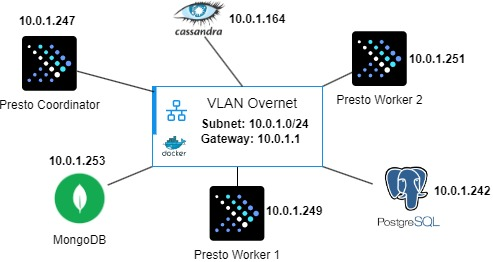 10.0.1.247
cassandra
10.0.1.164
10.0.1.251
Presto Coordinator
Presto Worker 2
VLAN Overnet
Subnet: 10.0.1.0/24
Gateway: 10.0.1.1
docker
10.0.1.253
MongoDB
10.0.1.249
Presto Worker 1
10.0.1.242
PostgreSQL